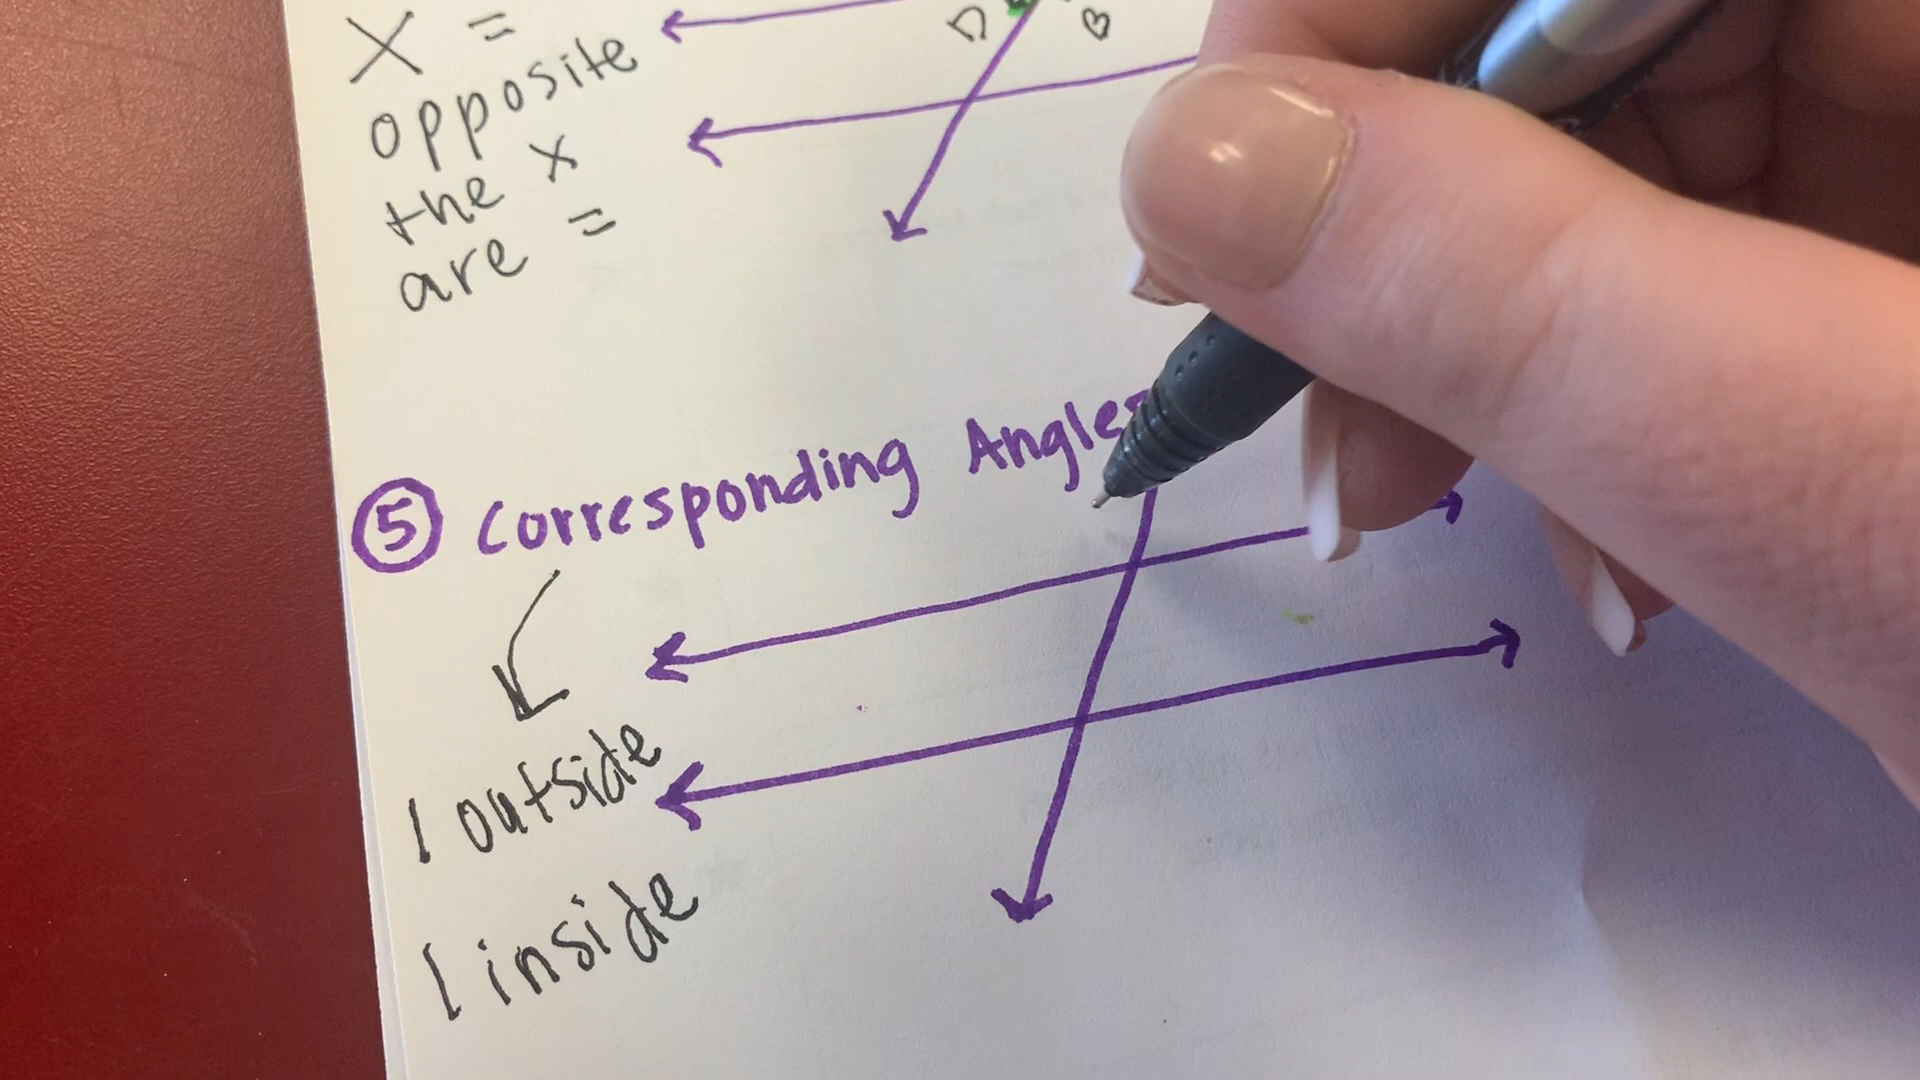 X =
opposite
the x
are =
D B
5 Corresponding Angles
1 outside
1 inside